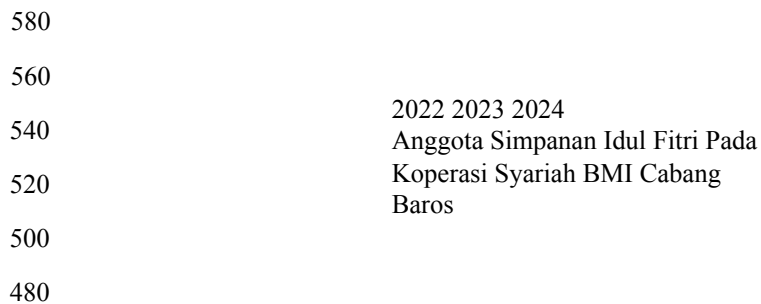 580
560
540
520
500
480
2022 2023 2024
Anggota Simpanan Idul Fitri Pada
Koperasi Syariah BMI Cabang
Baros